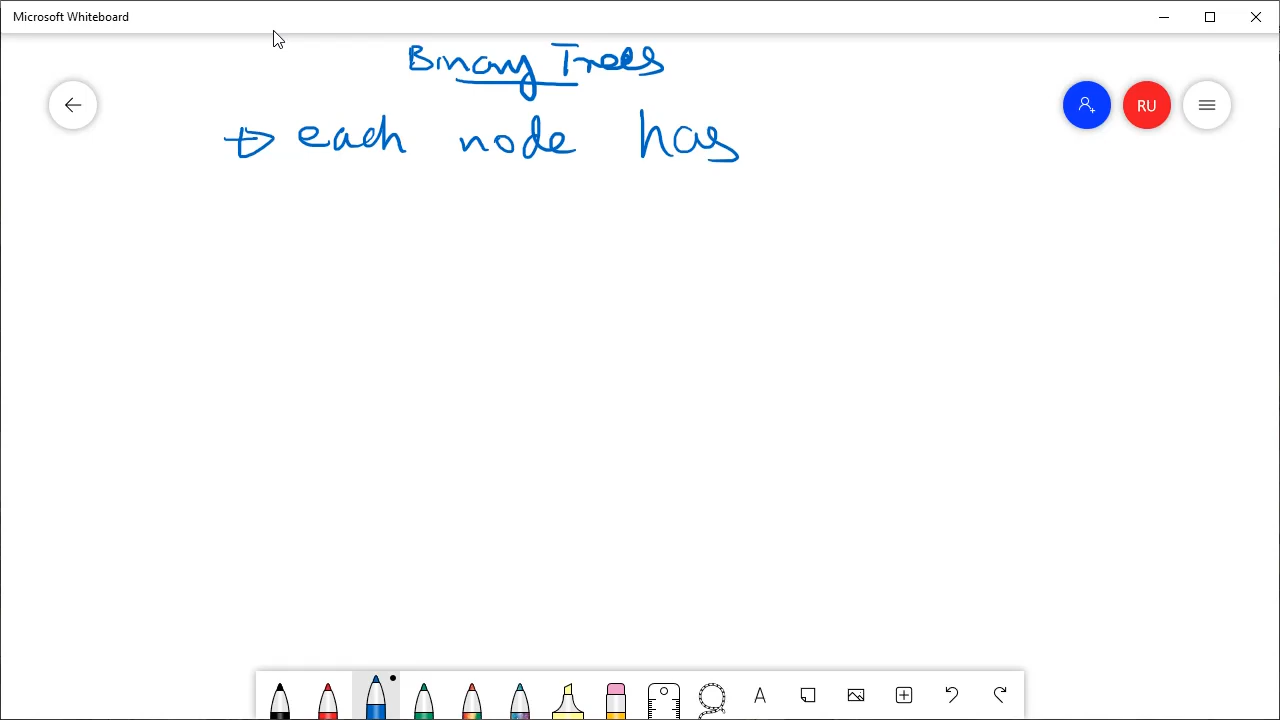 Microsoft Whiteboard
Binary Trees
RU
→ each node has
A